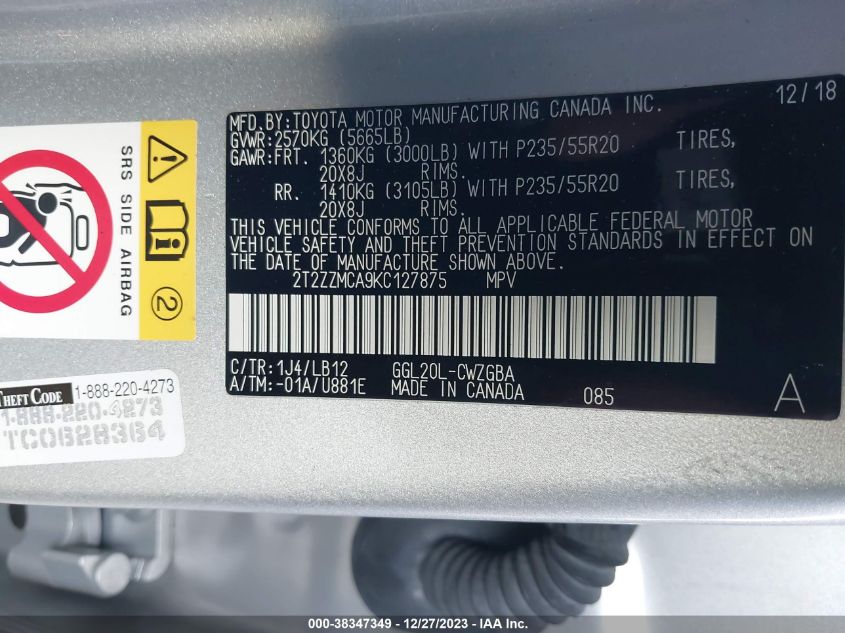 MFD.BY:TOYOTA MOTOR MANUFACTURING CANADA INC. 12/18
GVWR:2570KG (5665LB)
GAWR:FRT. 1360KG (3000LB) WITH P235/55R20 TIRES,
20X8J RIMS.
RR. 1410KG (3105LB) WITH P235/55R20 TIRES,
20X8J RIMS.
THIS VEHICLE CONFORMS TO ALL APPLICABLE FEDERAL MOTOR
VEHICLE SAFETY AND THEFT PREVENTION STANDARDS IN EFFECT ON
THE DATE OF MANUFACTURE SHOWN ABOVE.
2T2ZZMCA9KC127875 MPV
C/TR:1J4/LB12 GGL20L-CWZGBA
A/TM:-01A/U881E MADE IN CANADA 085 A
SRS SIDE AIRBAG
2
THEFT CODE 1-888-220-4273
1-888-220-4273
TC0628364
000-38347349 - 12/27/2023 - IAAI.COM